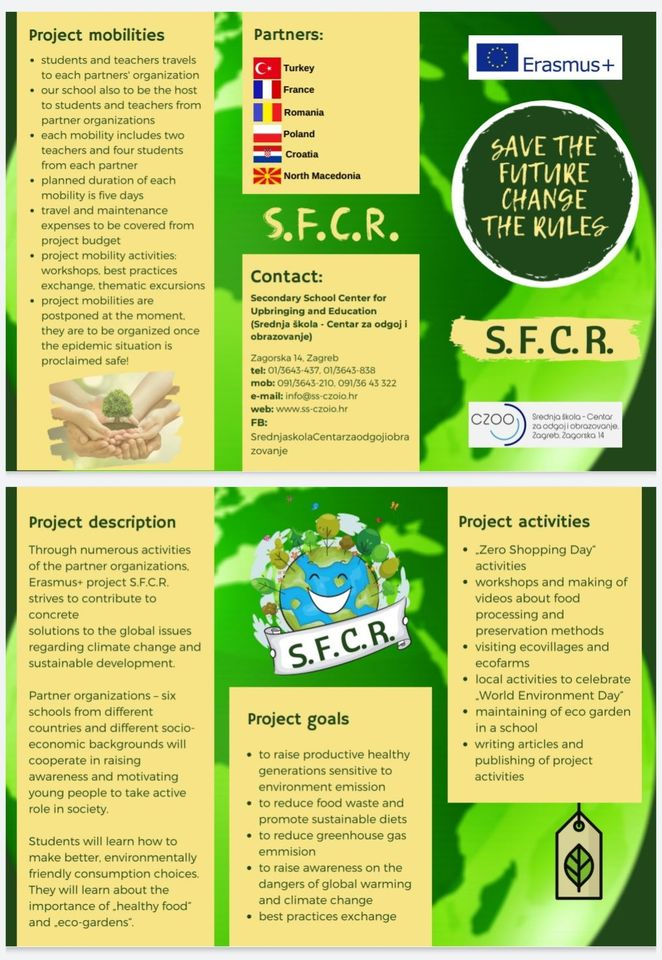 Project mobilities
• students and teachers travels
to each partners' organization
• our school also to be the host
to students and teachers from
partner organizations
• each mobility includes two
teachers and four students
from each partner
• planned duration of each
mobility is five days
• travel and maintenance
expenses to be covered from
project budget
• project mobility activities:
workshops, best practices
exchange, thematic excursions
• project mobilities are
postponed at the moment,
they are to be organized once
the epidemic situation is
proclaimed safe!
Partners:
Turkey
France
Romania
Poland
Croatia
North Macedonia
S.F.C.R.
Contact:
Secondary School Center for
Upbringing and Education
(Srednja škola - Centar za odgoj i
obrazovanje)
Zagorska 14, Zagreb
tel: 01/3643-437, 01/3643-838
mob: 091/3643-210, 091/36 43 322
e-mail: info@ss-czoio.hr
web: www.ss-czoio.hr
FB:
SrednjaskolaCentarzaodgojiobra
zovanje
Erasmus+
SAVE THE
FUTURE
CHANGE
THE RULES
S.F.C.R.
CZOO
Srednja škola – Centar
za odgoj i obrazovanje,
Zagreb, Zagorska 14
Project description
Through numerous activities
of the partner organizations,
Erasmus+ project S.F.C.R.
strives to contribute to
concrete
solutions to the global issues
regarding climate change and
sustainable development.
Partner organizations – six
schools from different
countries and different socio-
economic backgrounds will
cooperate in raising
awareness and motivating
young people to take active
role in society.
Students will learn how to
make better, environmentally
friendly consumption choices.
They will learn about the
importance of „healthy food"
and „eco-gardens".
S.F.C.R.
Project goals
• to raise productive healthy
generations sensitive to
environment emission
• to reduce food waste and
promote sustainable diets
• to reduce greenhouse gas
emmision
• to raise awareness on the
dangers of global warming
and climate change
• best practices exchange
Project activities
• „Zero Shopping Day"
activities
• workshops and making of
videos about food
processing and
preservation methods
• visiting ecovillages and
ecofarms
• local activities to celebrate
„World Environment Day"
• maintaining of eco garden
in a school
• writing articles and
publishing of project
activities